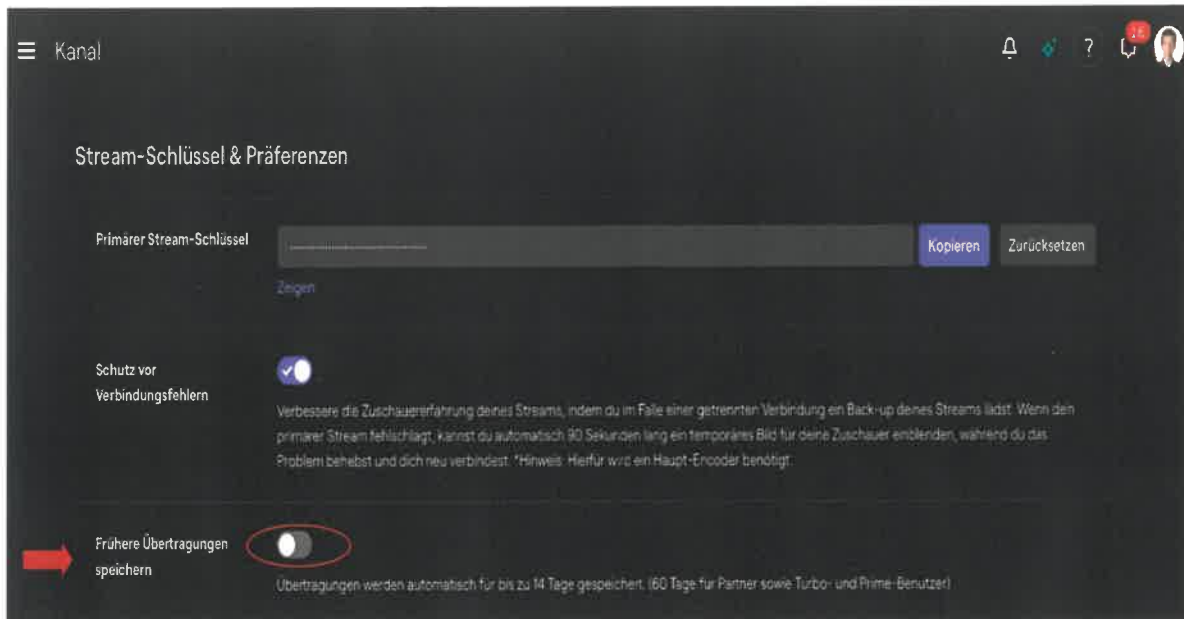 Kanal
?
16
Stream-Schlüssel & Präferenzen
Primärer Stream-Schlüssel
Kopieren
Zurücksetzen
Zeigen
Schutz vor
Verbindungsfehlern
Verbessere die Zuschauererfahrung deines Streams, indem du im Falle einer getrennten Verbindung ein Back-up deines Streams lädst. Wenn den
primärer Stream fehlschlägt, kannst du automatisch 90 Sekunden lang ein temporäres Bild für deine Zuschauer einblenden, während du das
Problem behebst und dich neu verbindest. *Hinweis: Hierfür wird ein Haupt-Encoder benötigt.
Frühere Übertragungen
speichern
Übertragungen werden automatisch für bis zu 14 Tage gespeichert. (60 Tage für Partner sowie Turbo- und Prime-Benutzer)